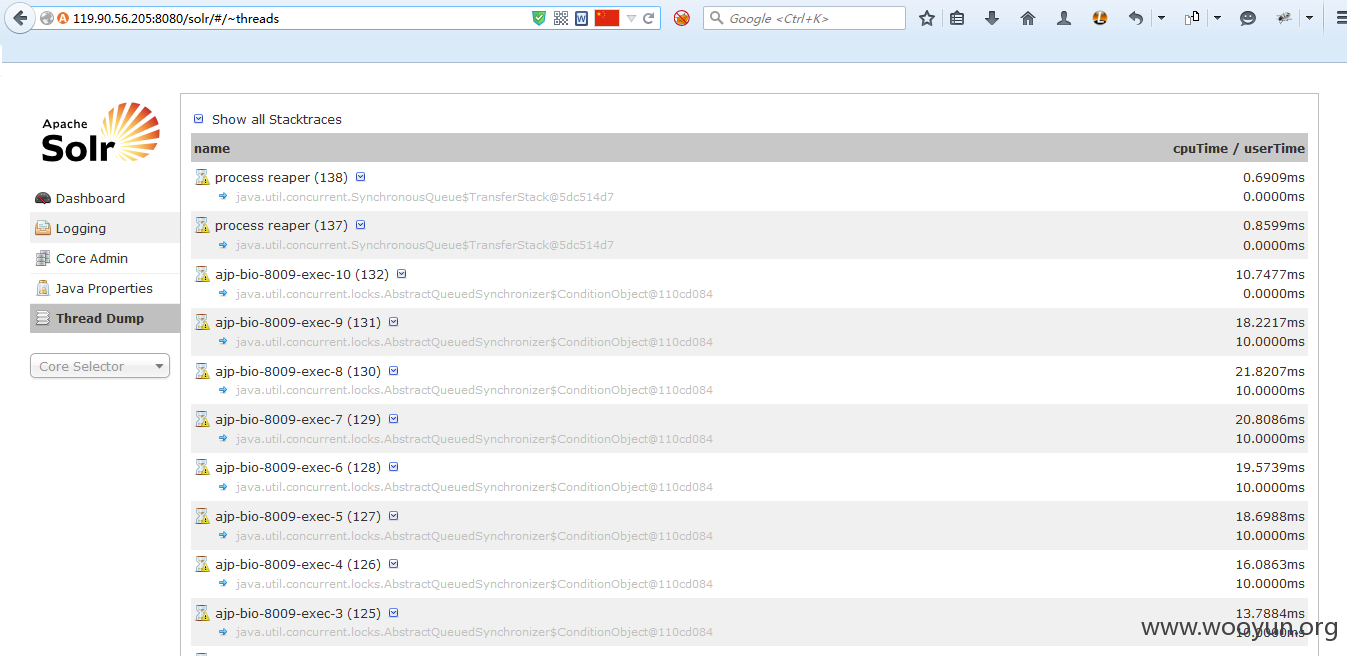 119.90.56.205:8080/solr/#/~threads
Google <Ctrl+K>
Apache
Solr
Dashboard
Logging
Core Admin
Java Properties
Thread Dump
Core Selector
Show all Stacktraces
name cpuTime / userTime
process reaper (138) 0.6909ms
java.util.concurrent.SynchronousQueue$TransferStack@5dc514d7 0.0000ms
process reaper (137) 0.8599ms
java.util.concurrent.SynchronousQueue$TransferStack@5dc514d7 0.0000ms
ajp-bio-8009-exec-10 (132) 10.7477ms
java.util.concurrent.locks.AbstractQueuedSynchronizer$ConditionObject@110cd084 0.0000ms
ajp-bio-8009-exec-9 (131) 18.2217ms
java.util.concurrent.locks.AbstractQueuedSynchronizer$ConditionObject@110cd084 10.0000ms
ajp-bio-8009-exec-8 (130) 21.8207ms
java.util.concurrent.locks.AbstractQueuedSynchronizer$ConditionObject@110cd084 10.0000ms
ajp-bio-8009-exec-7 (129) 20.8086ms
java.util.concurrent.locks.AbstractQueuedSynchronizer$ConditionObject@110cd084 10.0000ms
ajp-bio-8009-exec-6 (128) 19.5739ms
java.util.concurrent.locks.AbstractQueuedSynchronizer$ConditionObject@110cd084 10.0000ms
ajp-bio-8009-exec-5 (127) 18.6988ms
java.util.concurrent.locks.AbstractQueuedSynchronizer$ConditionObject@110cd084 10.0000ms
ajp-bio-8009-exec-4 (126) 16.0863ms
java.util.concurrent.locks.AbstractQueuedSynchronizer$ConditionObject@110cd084 10.0000ms
ajp-bio-8009-exec-3 (125) 13.7884ms
java.util.concurrent.locks.AbstractQueuedSynchronizer$ConditionObject@110cd084 10.0000ms
www.wooyun.org